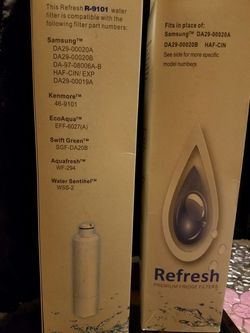 This Refresh R-9101 water
filter is compatible with the
following filter part numbers:
Samsung™
DA29-00020A
DA29-00020B
DA-97-08006A-B
HAF-CIN/ EXP
DA29-00019A
Kenmore™
46-9101
EcoAqua™
EFF-6027(A)
Swift Green™
SGF-DA20B
Aquafresh™
WF-294
Water Sentinel™
WSS-2
Fits in place of:
Samsung™ DA29-00020A
DA29-00020B HAF-CIN
See side for more specific
model numbers
Refresh
PREMIUM FRIDGE FILTERS